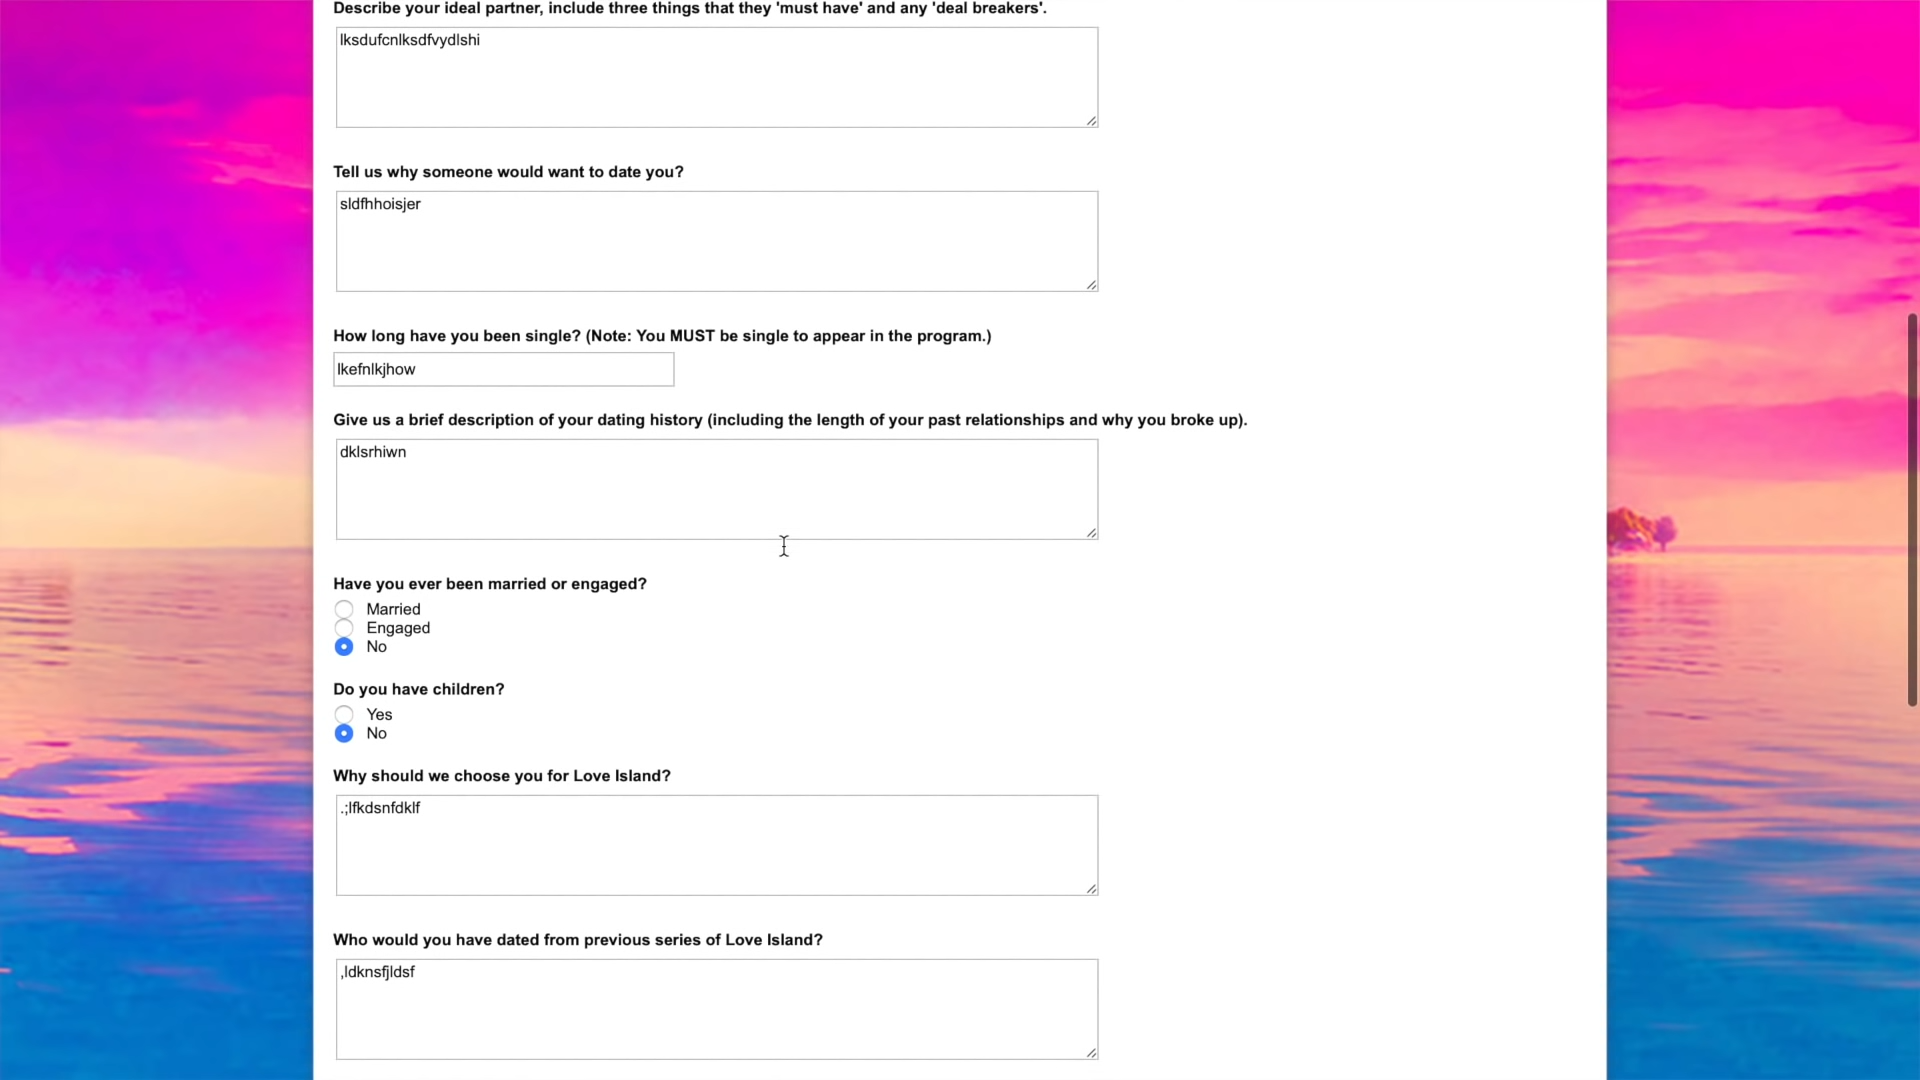 Describe your ideal partner, include three things that they 'must have' and any 'deal breakers'.
lksdufcnlksdfvydlshi
Tell us why someone would want to date you?
sldfhhoisjer
How long have you been single? (Note: You MUST be single to appear in the program.)
lkefnlkjhow
Give us a brief description of your dating history (including the length of your past relationships and why you broke up).
dklsrhiwn
Have you ever been married or engaged?
Married
Engaged
No
Do you have children?
Yes
No
Why should we choose you for Love Island?
.;lfkdsnfdklf
Who would you have dated from previous series of Love Island?
,ldknsfjldsf